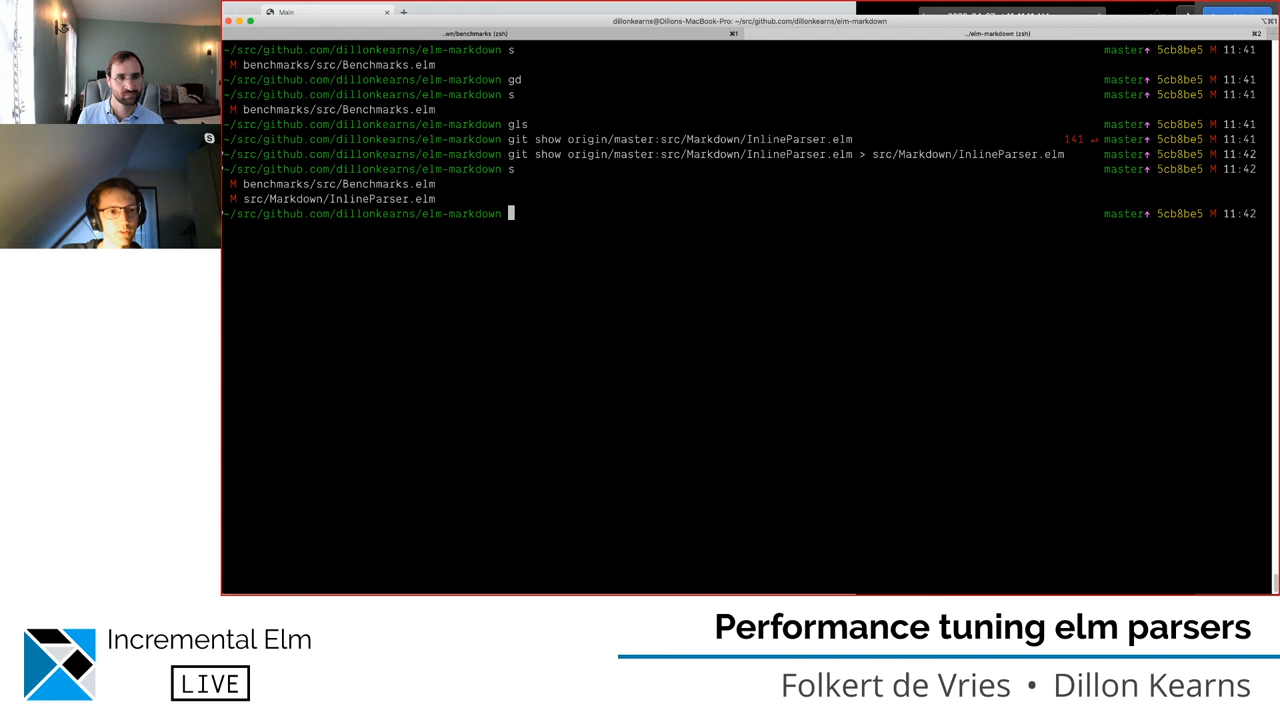 Main × +
dillonkearns@Dillons-MacBook-Pro: ~/src/github.com/dillonkearns/elm-markdown ⌥⌘1
..wn/benchmarks (zsh) ⌘1 ../elm-markdown (zsh) ⌘2
~/src/github.com/dillonkearns/elm-markdown s master↑ 5cb8be5 M 11:41
M benchmarks/src/Benchmarks.elm
~/src/github.com/dillonkearns/elm-markdown gd master↑ 5cb8be5 M 11:41
~/src/github.com/dillonkearns/elm-markdown s master↑ 5cb8be5 M 11:41
M benchmarks/src/Benchmarks.elm
~/src/github.com/dillonkearns/elm-markdown gls master↑ 5cb8be5 M 11:41
~/src/github.com/dillonkearns/elm-markdown git show origin/master:src/Markdown/InlineParser.elm 141 ↵ master↑ 5cb8be5 M 11:41
~/src/github.com/dillonkearns/elm-markdown git show origin/master:src/Markdown/InlineParser.elm > src/Markdown/InlineParser.elm master↑ 5cb8be5 M 11:42
~/src/github.com/dillonkearns/elm-markdown s master↑ 5cb8be5 M 11:42
M benchmarks/src/Benchmarks.elm
M src/Markdown/InlineParser.elm
~/src/github.com/dillonkearns/elm-markdown master↑ 5cb8be5 M 11:42
Incremental Elm
LIVE
Performance tuning elm parsers
Folkert de Vries • Dillon Kearns